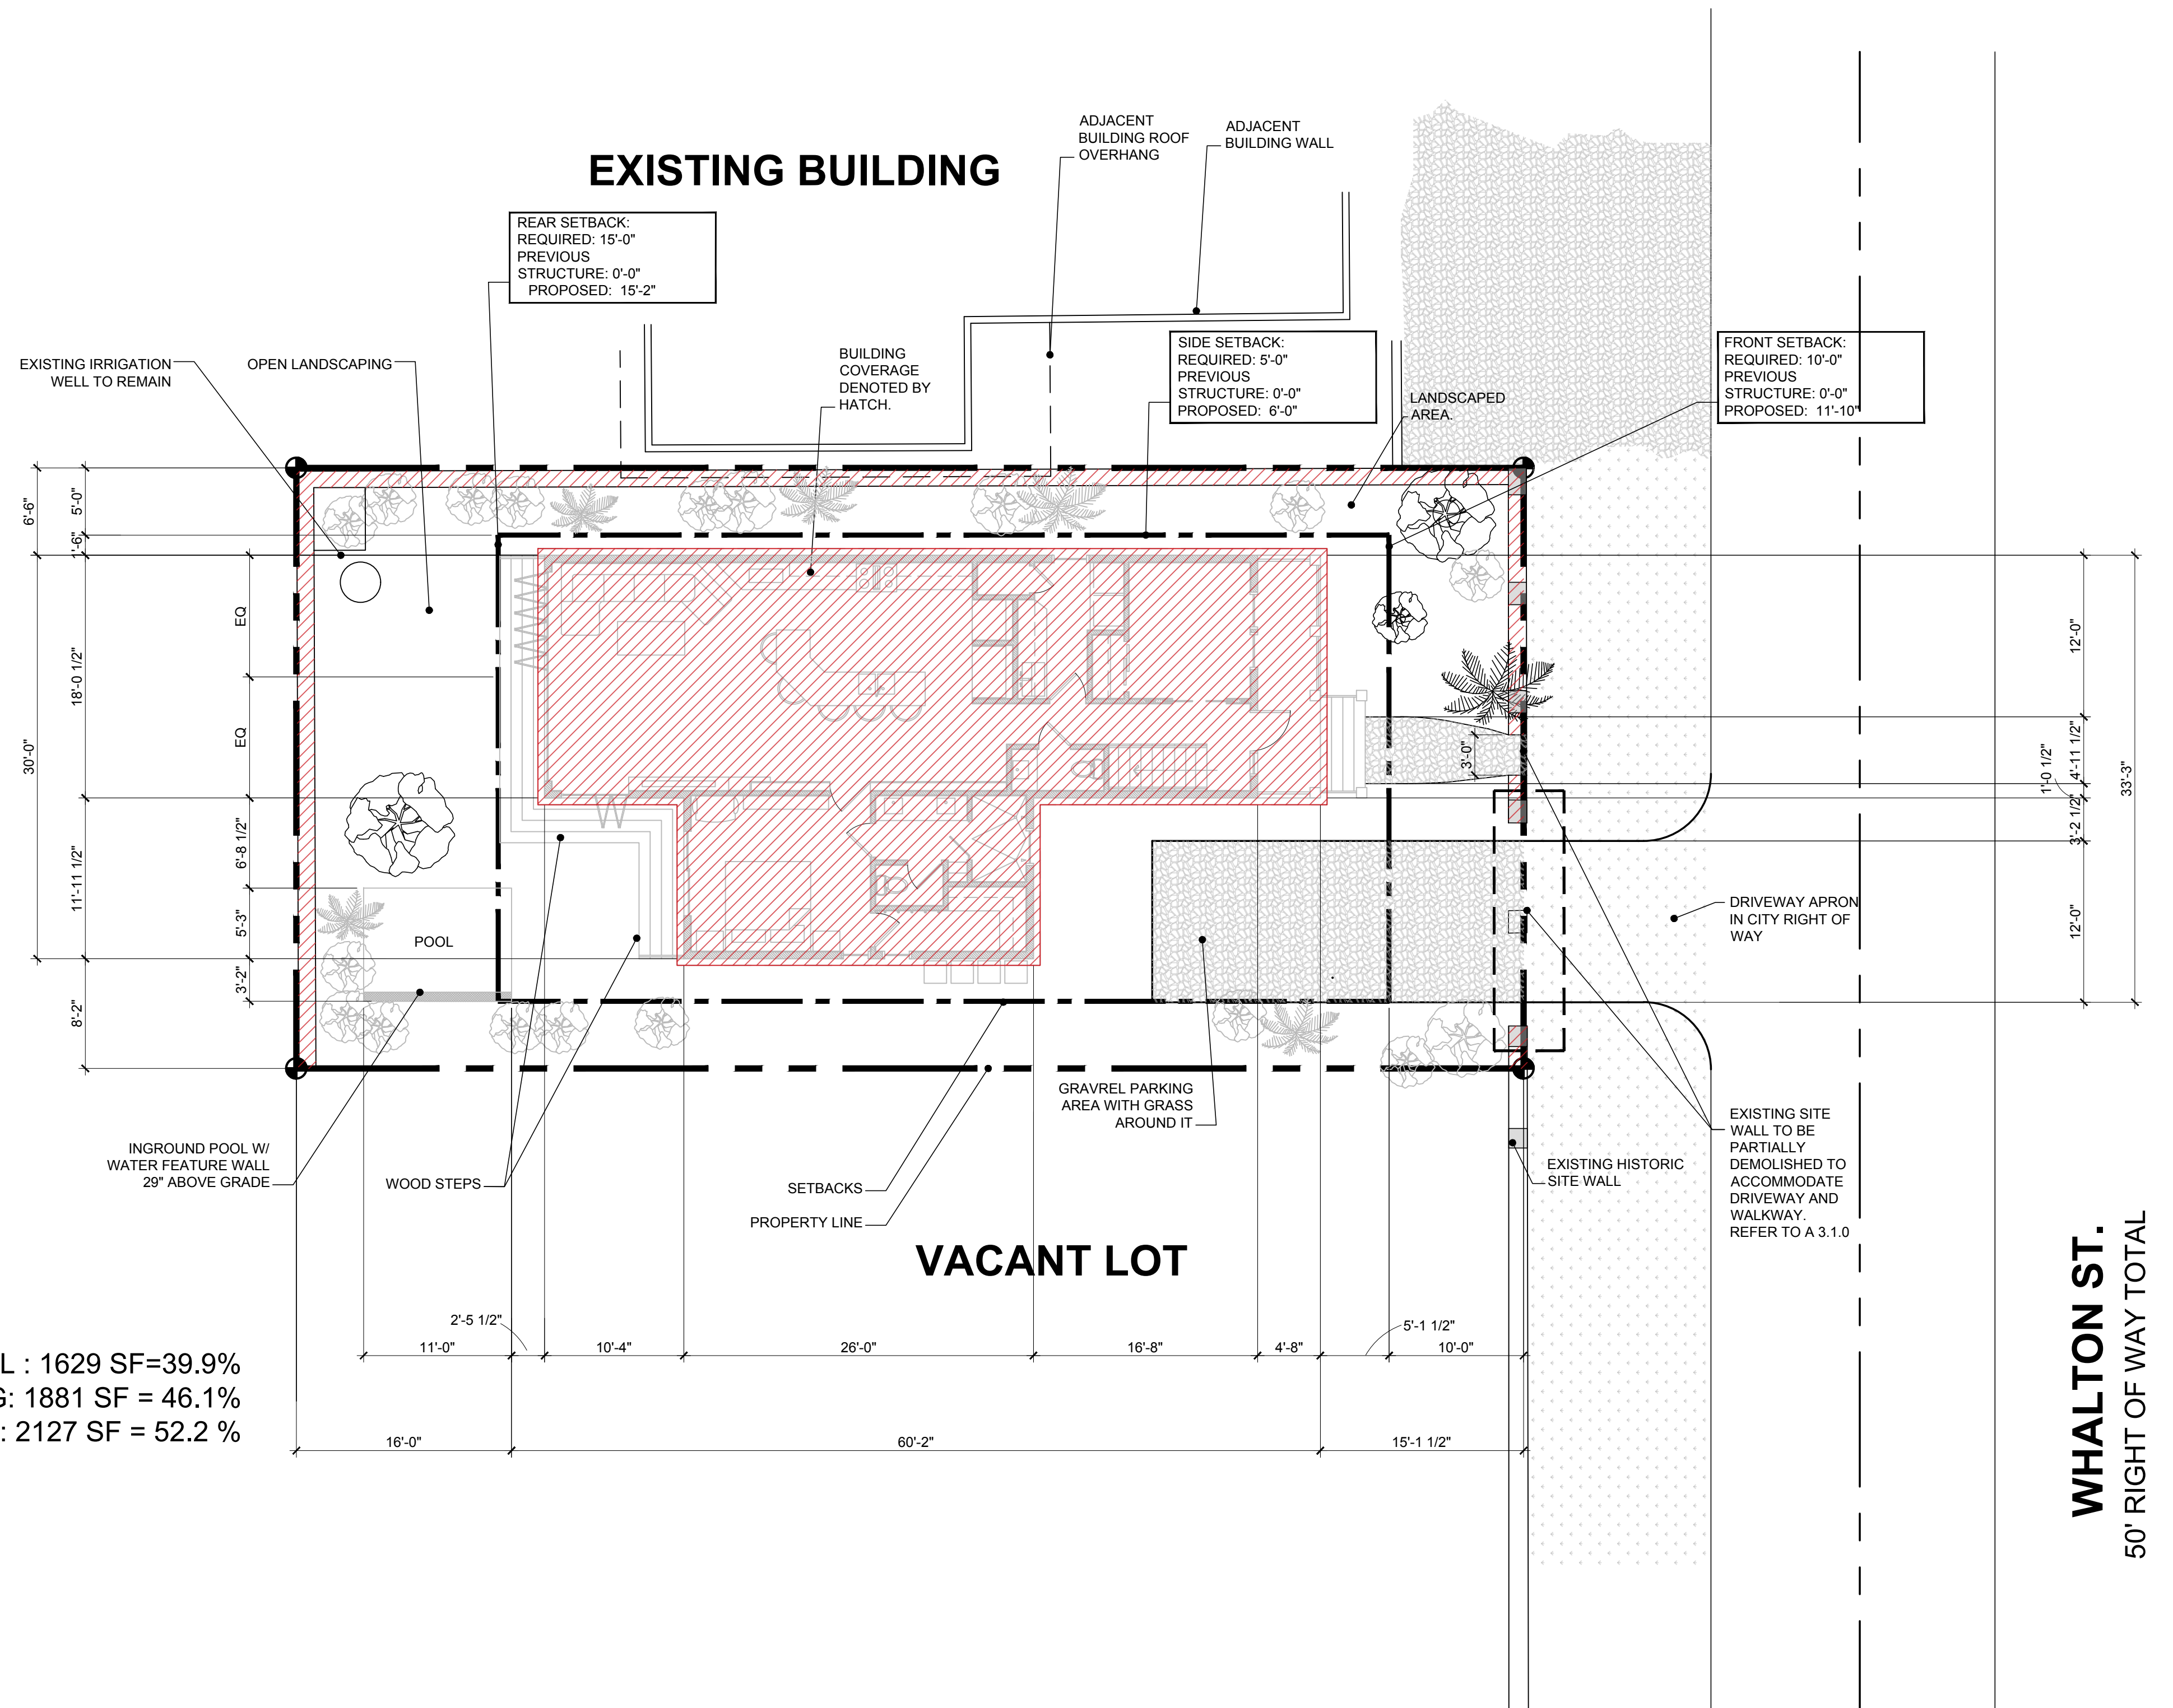 ADJACENT
BUILDING ROOF
OVERHANG
ADJACENT
BUILDING WALL
EXISTING BUILDING
REAR SETBACK:
REQUIRED: 15'-0"
PREVIOUS
STRUCTURE: 0'-0"
PROPOSED: 15'-2"
SIDE SETBACK:
REQUIRED: 5'-0"
PREVIOUS
STRUCTURE: 0'-0"
PROPOSED: 6'-0"
FRONT SETBACK:
REQUIRED: 10'-0"
PREVIOUS
STRUCTURE: 0'-0"
PROPOSED: 11'-10"
EXISTING IRRIGATION
WELL TO REMAIN
OPEN LANDSCAPING
BUILDING
COVERAGE
DENOTED BY
HATCH.
LANDSCAPED
AREA.
6'-6"
5'-0"
1'-6"
30'-0"
18'-0 1/2"
11'-11 1/2"
8'-2"
EQ
EQ
6'-8 1/2"
5'-3"
3'-2"
POOL
3'-0"
12'-0"
4'-11 1/2"
1'-0 1/2"
3'-2 1/2"
12'-0"
33'-3"
DRIVEWAY APRON
IN CITY RIGHT OF
WAY
GRAVREL PARKING
AREA WITH GRASS
AROUND IT
INGROUND POOL W/
WATER FEATURE WALL
29" ABOVE GRADE
WOOD STEPS
SETBACKS
PROPERTY LINE
EXISTING HISTORIC
SITE WALL
EXISTING SITE
WALL TO BE
PARTIALLY
DEMOLISHED TO
ACCOMMODATE
DRIVEWAY AND
WALKWAY.
REFER TO A 3.1.0
VACANT LOT
WHALTON ST.
50' RIGHT OF WAY TOTAL
2'-5 1/2"
5'-1 1/2"
11'-0"
10'-4"
26'-0"
16'-8"
4'-8"
10'-0"
16'-0"
60'-2"
15'-1 1/2"
L : 1629 SF=39.9%
G: 1881 SF = 46.1%
: 2127 SF = 52.2 %